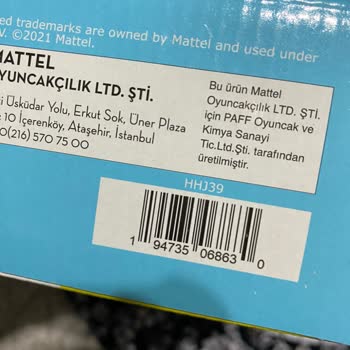 ed trademarks are owned by Mattel and used under
V. ©2021 Mattel.
MATTEL
OYUNCAKÇILIK LTD. ŞTİ.
i Üsküdar Yolu, Erkut Sok, Üner Plaza
: 10 İçerenköy, Ataşehir, İstanbul
0(216) 570 75 00
Bu ürün Mattel
Oyuncakçılık LTD. ŞTİ.
için PAFF Oyuncak ve
Kimya Sanayi
Tic.Ltd.Şti. tarafından
üretilmiştir.
HHJ39
1 94735 06863 0